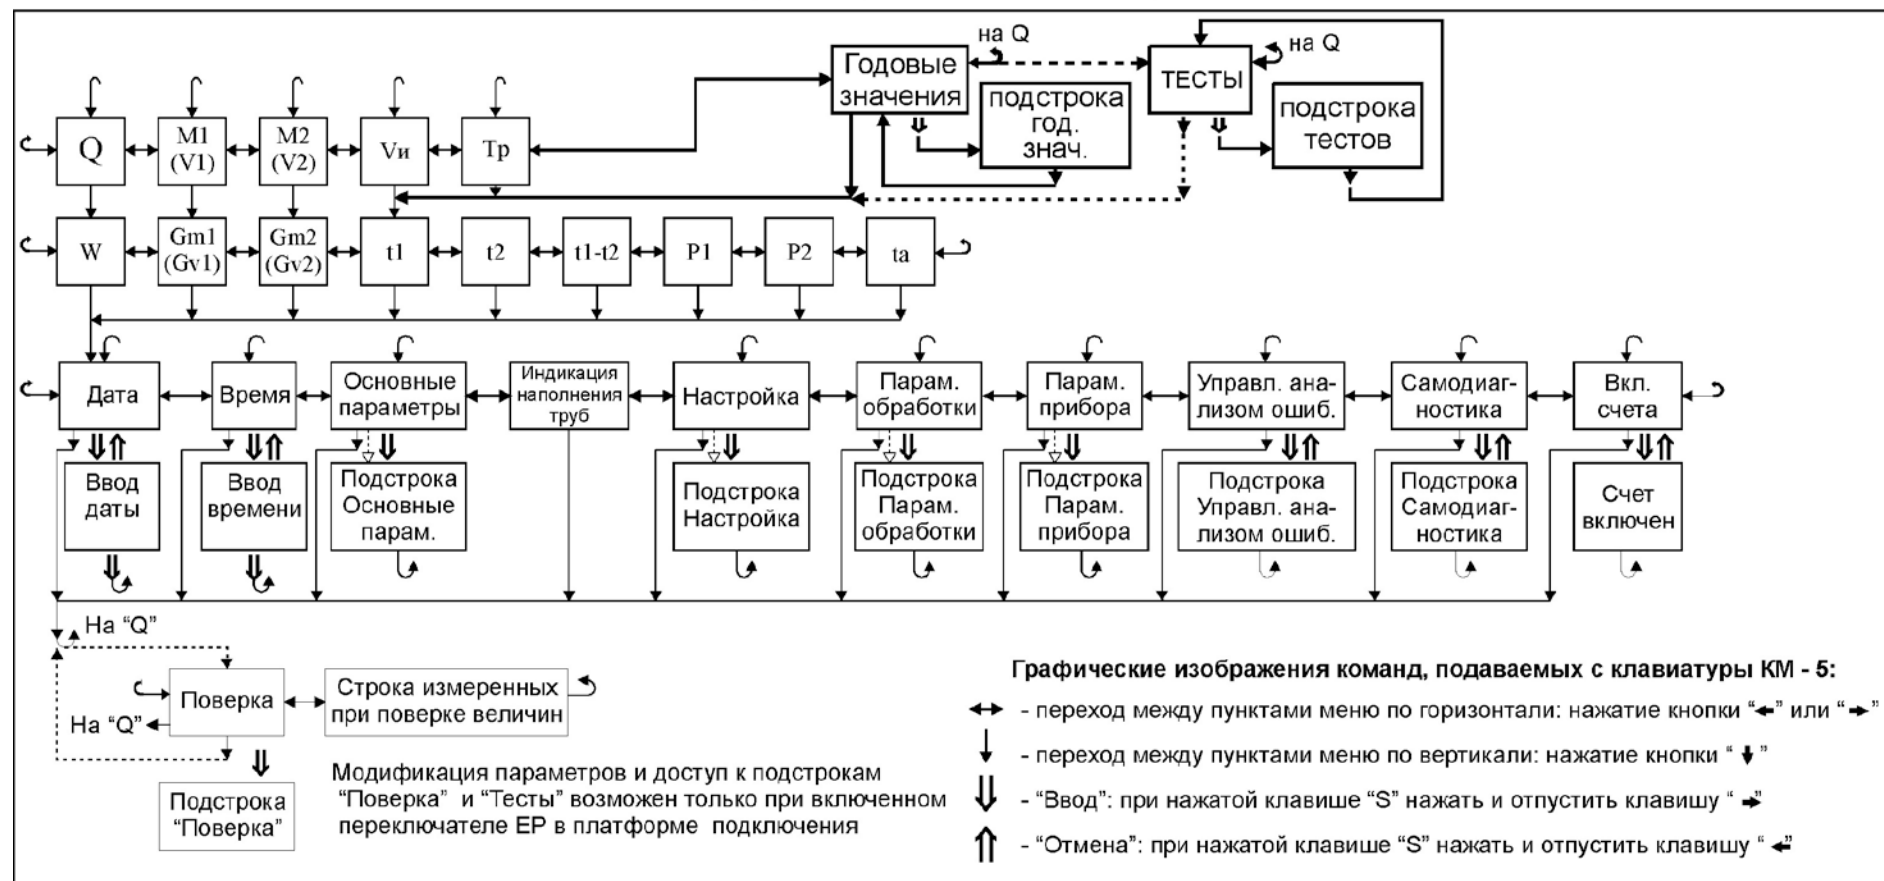 на Q
на Q
Годовые
значения
ТЕСТЫ
подстрока
год.
знач.
подстрока
тестов
Q
M1
(V1)
M2
(V2)
Vи
Тр
W
Gm1
(Gv1)
Gm2
(Gv2)
t1
t2
t1-t2
P1
P2
ta
Дата
Время
Основные
параметры
Индикация
наполнения
труб
Настройка
Парам.
обработки
Парам.
прибора
Управл. ана-
лизом ошиб.
Самодиаг-
ностика
Вкл.
счета
Ввод
даты
Ввод
времени
Подстрока
Основные
парам.
Подстрока
Настройка
Подстрока
Парам.
обработки
Подстрока
Парам.
прибора
Подстрока
Управл. ана-
лизом ошиб.
Подстрока
Самодиаг-
ностика
Счет
включен
На “Q”
Поверка
На “Q”
Строка измеренных
при поверке величин
Подстрока
“Поверка”
Модификация параметров и доступ к подстрокам
“Поверка” и “Тесты” возможен только при включенном
переключателе ЕР в платформе подключения
Графические изображения команд, подаваемых с клавиатуры КМ - 5:
↔ - переход между пунктами меню по горизонтали: нажатие кнопки “←” или “→”
↓ - переход между пунктами меню по вертикали: нажатие кнопки “↓”
⇓ - “Ввод”: при нажатой клавише “S” нажать и отпустить клавишу “→”
⇑ - “Отмена”: при нажатой клавише “S” нажать и отпустить клавишу “←”